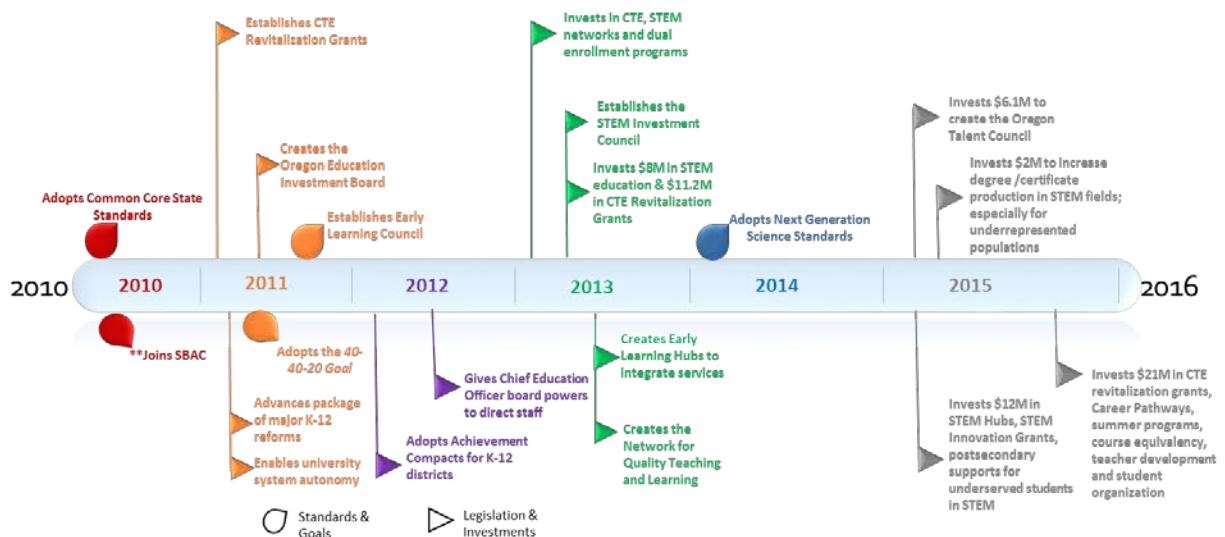 Establishes CTE
Revitalization Grants
Invests in CTE, STEM
networks and dual
enrollment programs
Creates the
Oregon Education
Investment Board
Establishes the
STEM Investment
Council
Invests $6.1M to
create the Oregon
Talent Council
Adopts Common Core State
Standards
Establishes Early
Learning Council
Invests $8M in STEM
education & $11.2M
in CTE Revitalization
Grants
Adopts Next Generation
Science Standards
Invests $2M to Increase
degree /certificate
production in STEM fields;
especially for
underrepresented
populations
2010
2010
2011
2012
2013
2014
2015
2016
**Joins SBAC
Adopts the 40-
40-20 Goal
Advances package
of major K-12
reforms
Enables university
system autonomy
Gives Chief Education
Officer board powers
to direct staff
Adopts Achievement
Compacts for K-12
districts
Creates Early
Learning Hubs to
Integrate services
Creates the
Network for
Quality Teaching
and Learning
Invests $12M in
STEM Hubs, STEM
Innovation Grants,
postsecondary
supports for
underserved students
in STEM
Invests $21M in CTE
revitalization grants,
Career Pathways,
summer programs,
course equivalency,
teacher development
and student
organization
Standards &
Goals
Legislation &
Investments